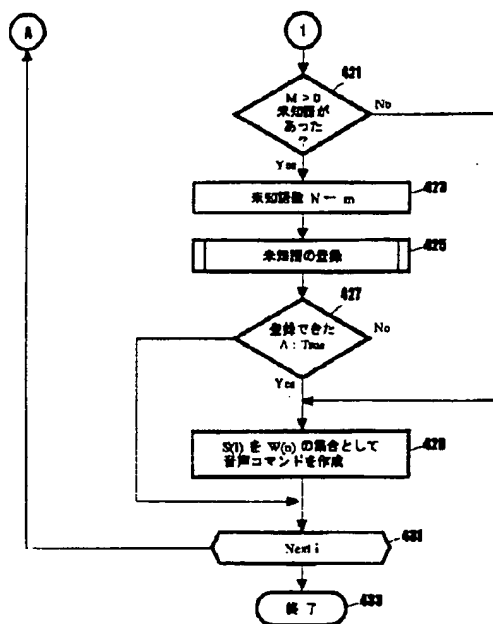 A
1
421
M > 0
未知語が
あった
?
No
Yes
423
未知語数 N ← m
425
未知語の登録
427
登録できた
A : True
No
Yes
429
S(i) を W(n) の集合として
音声コマンドを作成
431
Next i
433
終了